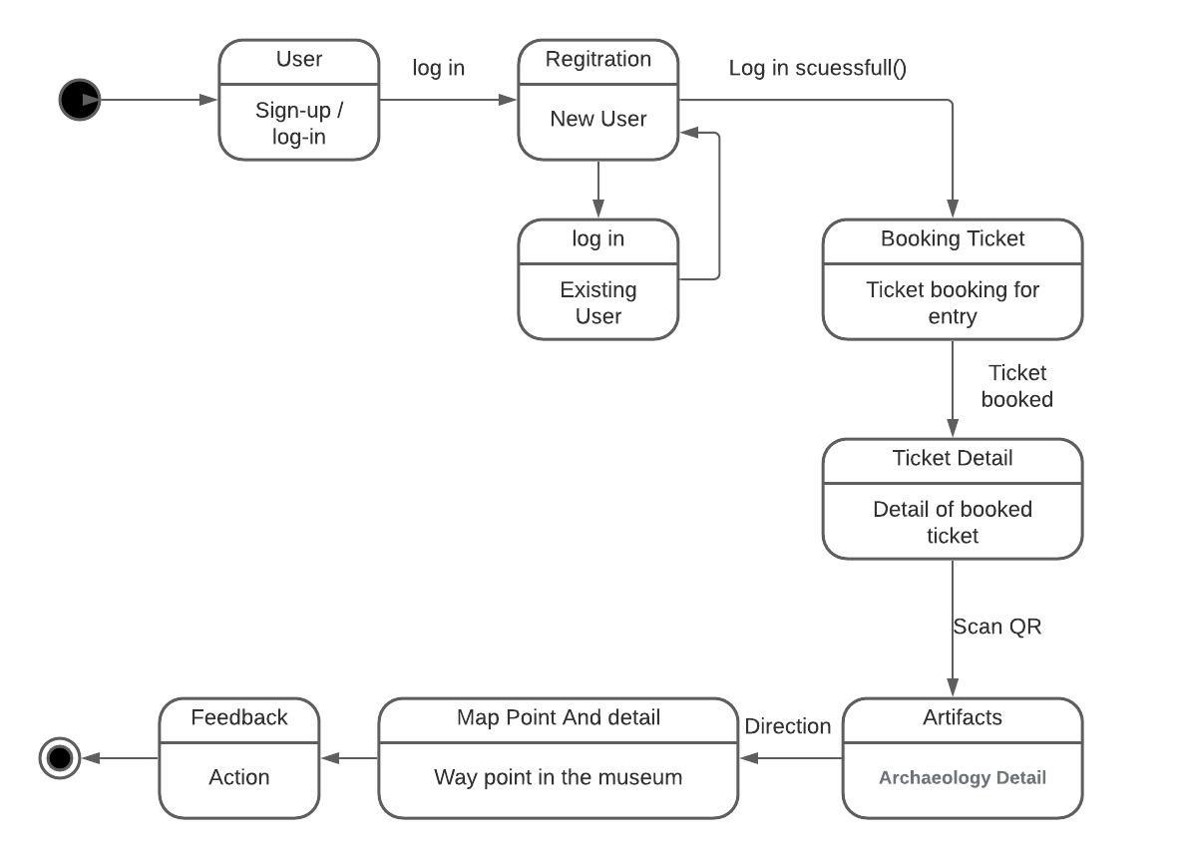 User
Sign-up /
log-in
log in
Regitration
New User
Log in scuessfull()
log in
Existing
User
Booking Ticket
Ticket booking for
entry
Ticket
booked
Ticket Detail
Detail of booked
ticket
Scan QR
Artifacts
Archaeology Detail
Direction
Map Point And detail
Way point in the museum
Feedback
Action